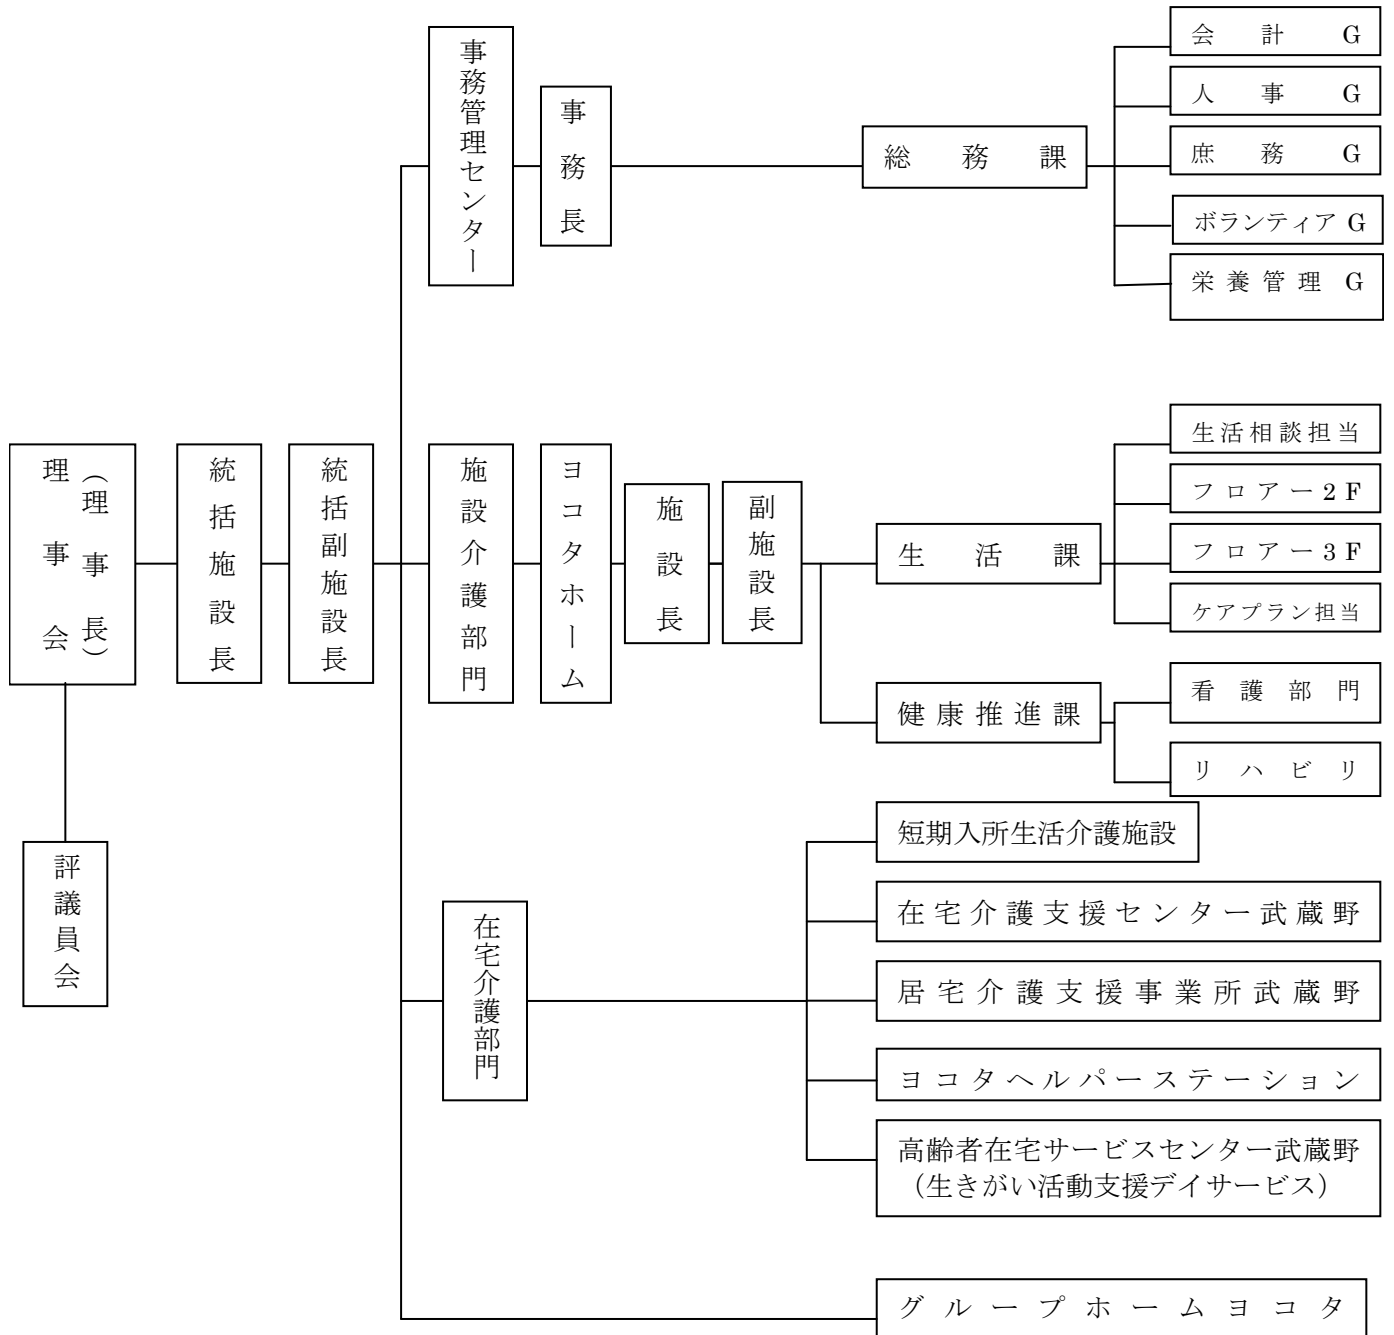 理事会
（理事長）
評議員会
統括施設長
統括副施設長
事務管理センター
事務長
総務課
会計G
人事G
庶務G
ボランティア G
栄養管理 G
施設介護部門
ヨコタホーム
施設長
副施設長
生活課
生活相談担当
フロアー2F
フロアー3F
ケアプラン担当
健康推進課
看護部門
リハビリ
在宅介護部門
短期入所生活介護施設
在宅介護支援センター武蔵野
居宅介護支援事業所武蔵野
ヨコタヘルパーステーション
高齢者在宅サービスセンター武蔵野
（生きがい活動支援デイサービス）
グループホームヨコタ